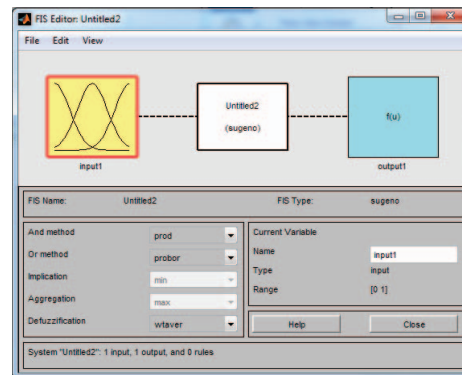 FIS Editor: Untitled2
File Edit View
Untitled2
(sugeno)
f(u)
input1
output1
FIS Name: Untitled2 FIS Type: sugeno
And method prod
Or method probor
Implication min
Aggregation max
Defuzzification wtaver
Current Variable
Name input1
Type input
Range [0 1]
Help Close
System "Untitled2": 1 input, 1 output, and 0 rules